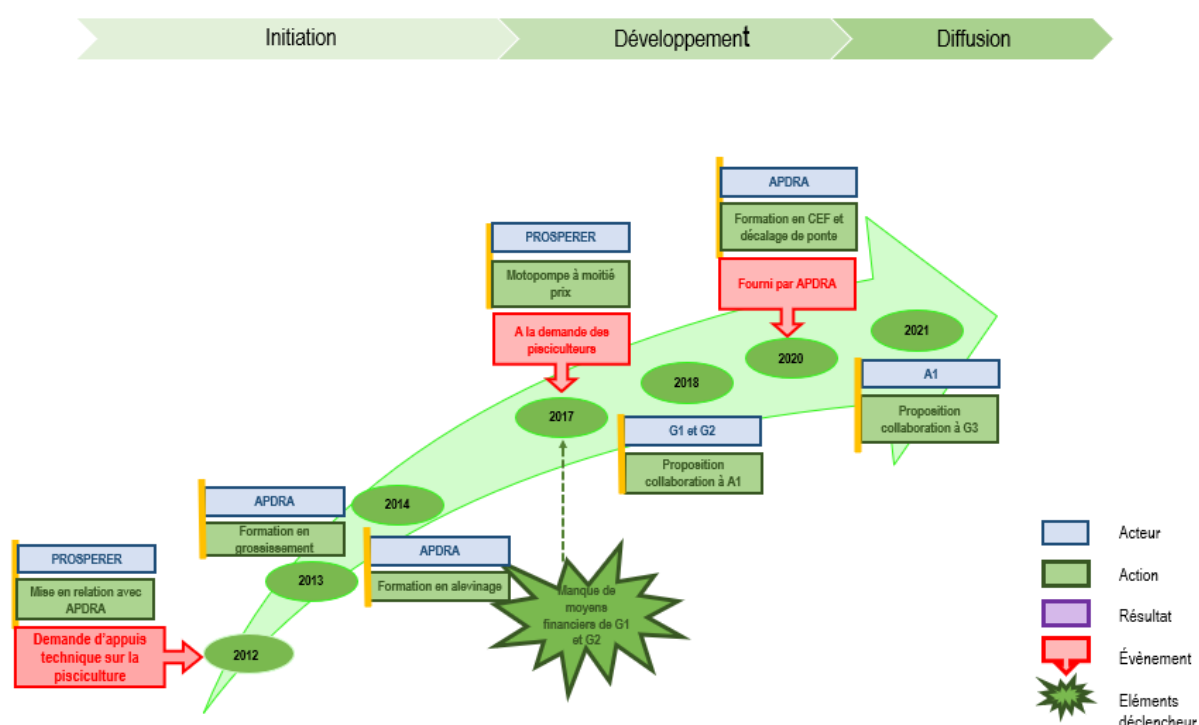 Initiation
Développement
Diffusion
APDRA
Formation en CEF et
décalage de ponte
Fourni par APDRA
PROSPERER
Motopompe à moitié
prix
A la demande des
pisciculteurs
2021
2020
2018
2017
A1
Proposition
collaboration à G3
G1 et G2
Proposition
collaboration à A1
APDRA
Formation en
grossissement
2014
APDRA
Formation en alevinage
2013
PROSPERER
Mise en relation avec
APDRA
Demande d'appuis
technique sur la
pisciculture
2012
Manque de
moyens
financiers de G1
et G2
Acteur
Action
Résultat
Évènement
Eléments
déclencheur